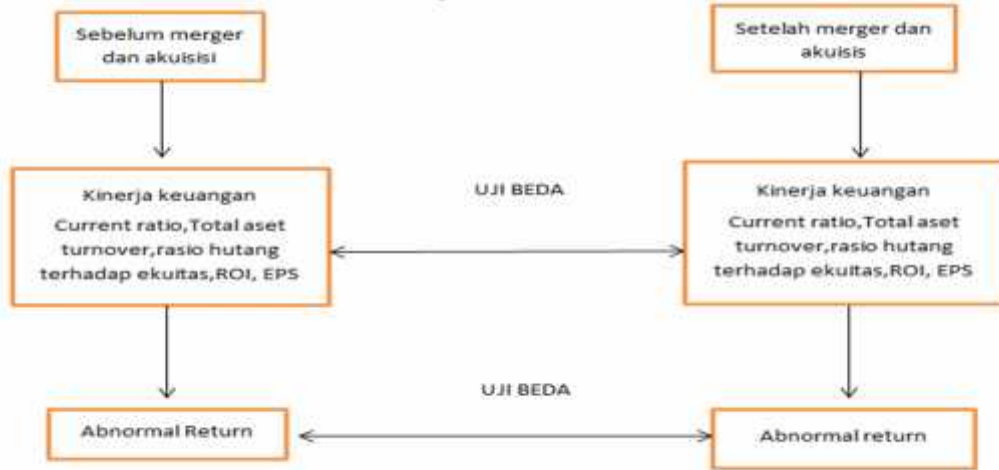 Sebelum merger
dan akuisisi
Setelah merger dan
akuisis
Kinerja keuangan
Current ratio,Total aset
turnover,rasio hutang
terhadap ekuitas,ROI, EPS
UJI BEDA
Kinerja keuangan
Current ratio,Total aset
turnover,rasio hutang
terhadap ekuitas,ROI, EPS
Abnormal Return
UJI BEDA
Abnormal return